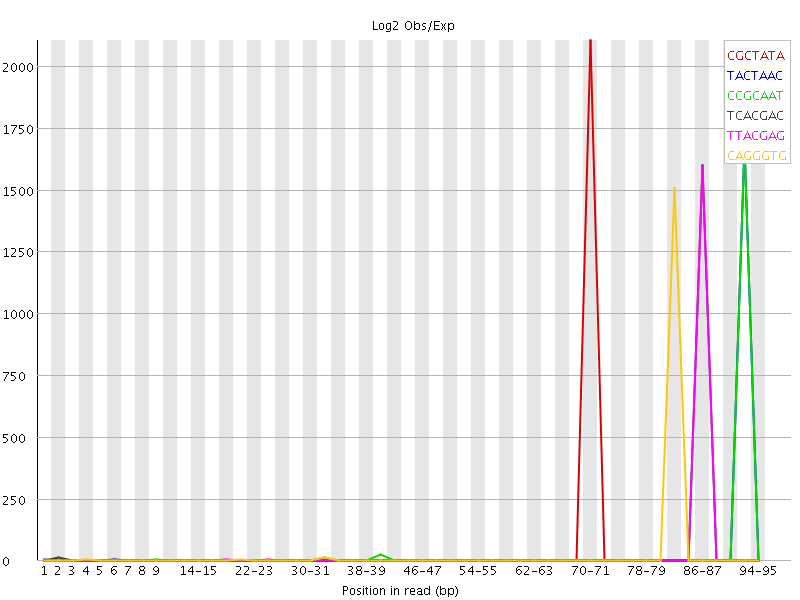 Log2 Obs/Exp
2000
1750
1500
1250
1000
750
500
250
0
CGCTATA
TACTAAC
CCGCAAT
TCACGAC
TTACGAG
CAGGGTG
1 2 3 4 5 6 7 8 9 14-15 22-23 30-31 38-39 46-47 54-55 62-63 70-71 78-79 86-87 94-95
Position in read (bp)